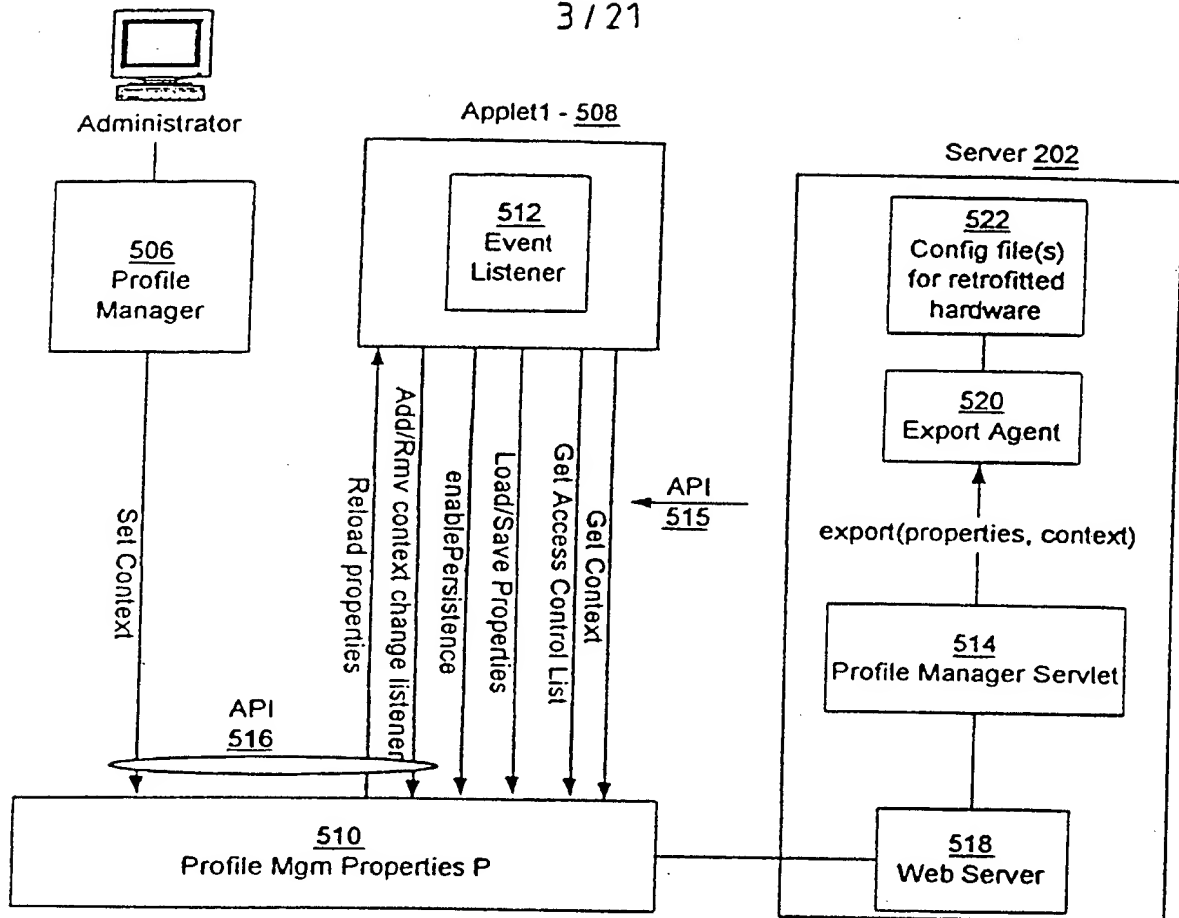 3/21
Administrator
Applet1 - 508
Server 202
506
Profile
Manager
512
Event
Listener
522
Config file(s)
for retrofitted
hardware
520
Export Agent
Set Context
Reload properties
Add/Rmv context change listener
enablePersistence
Load/Save Properties
Get Access Control List
Get Context
API
515
export(properties, context)
514
Profile Manager Servlet
API
516
510
Profile Mgm Properties P
518
Web Server